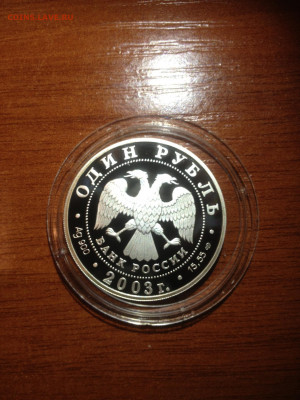 ОДИН РУБЛЬ
БАНК РОССИИ
Ag 900
2003 г.
15,55